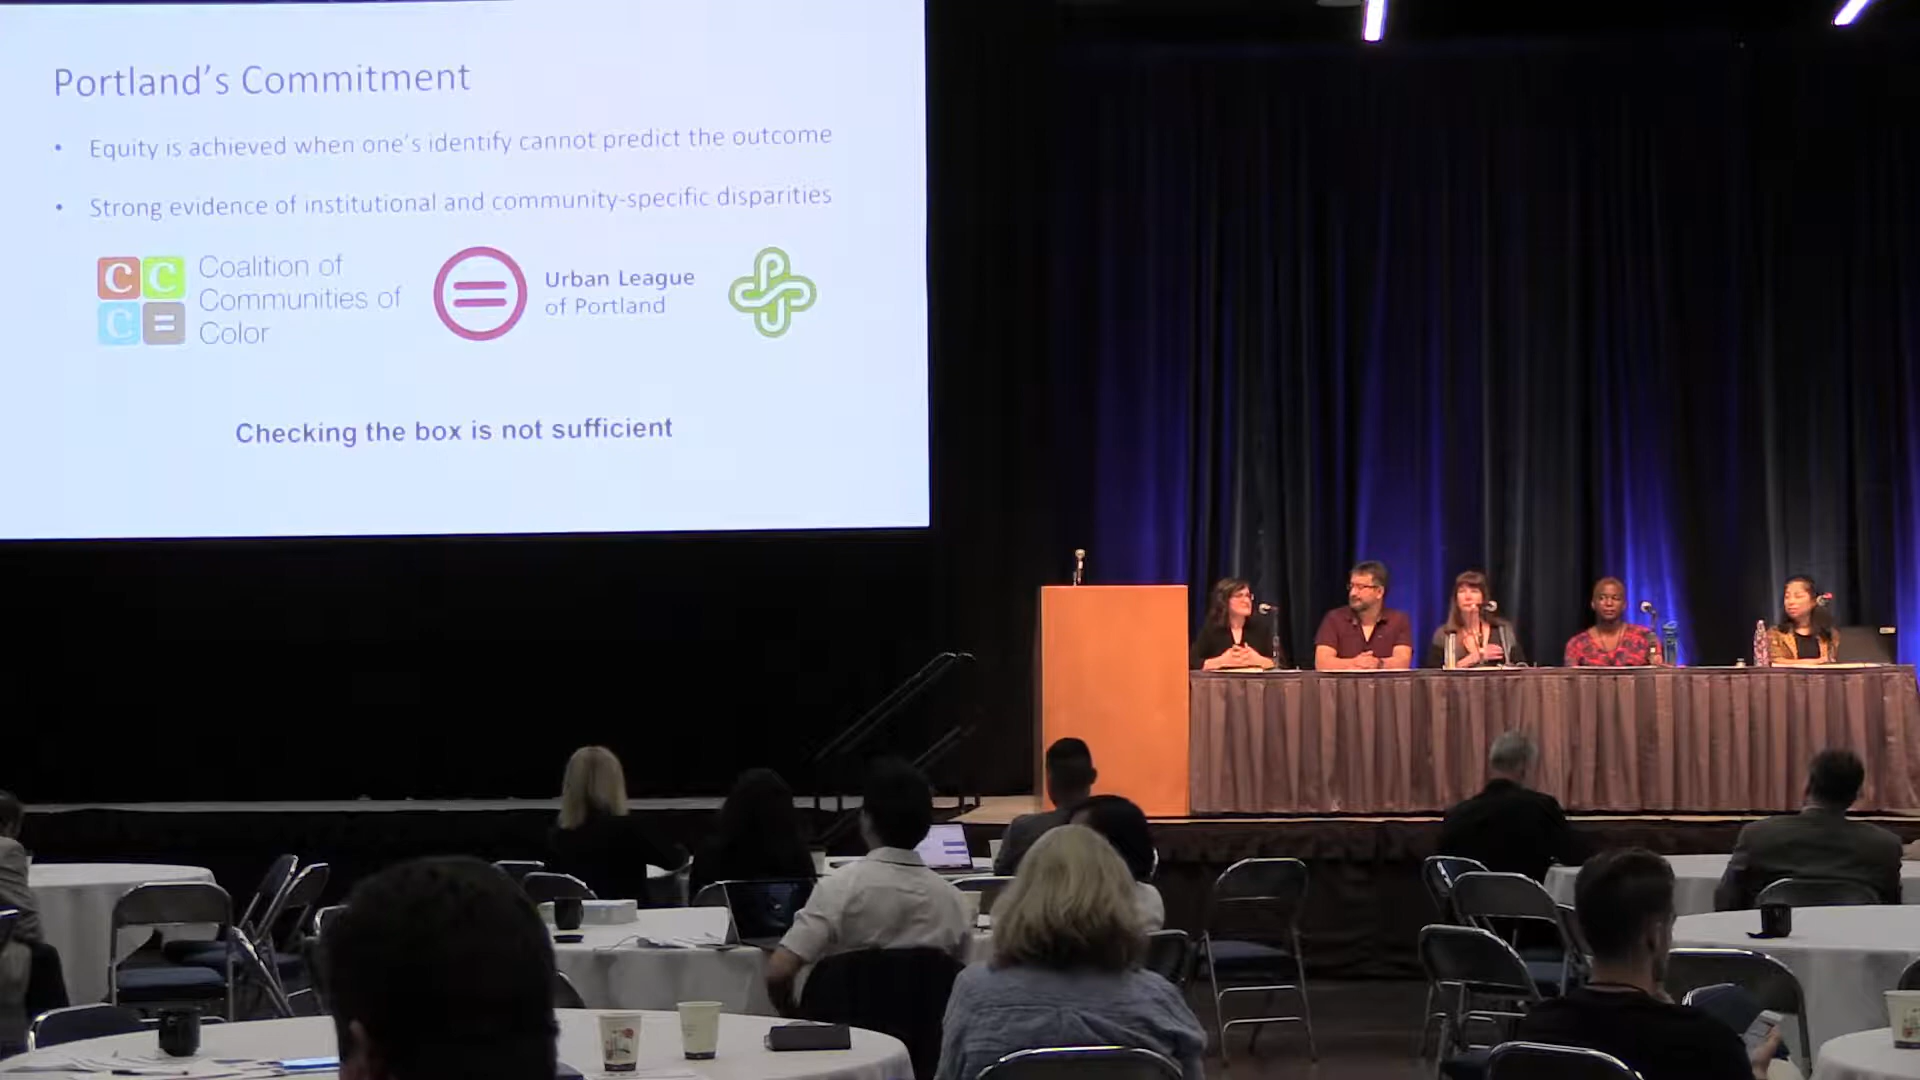 Portland's Commitment
• Equity is achieved when one's identify cannot predict the outcome
• Strong evidence of institutional and community-specific disparities
C C
C =
Coalition of
Communities of
Color
Urban League
of Portland
Checking the box is not sufficient